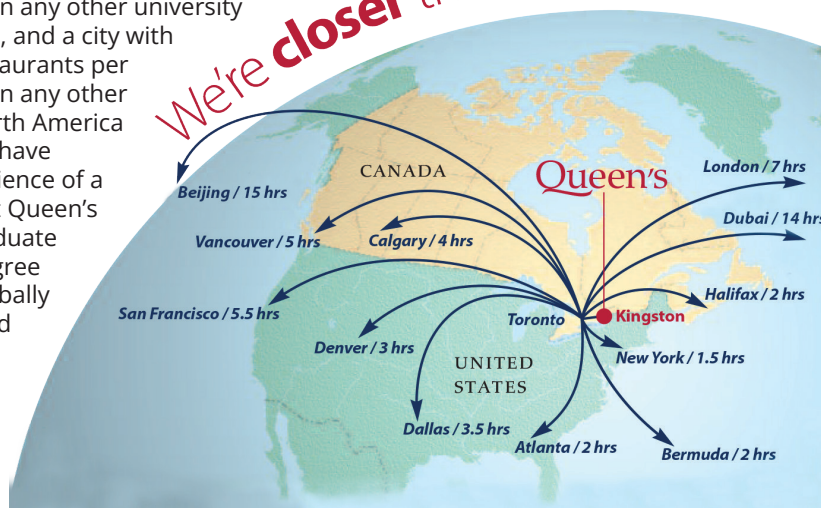 n any other university
, and a city with
aurants per
n any other
rth America
have
ience of a
t Queen's
duate
gree
bally
d
We're closer
Queen's
CANADA
London / 7 hrs
Beijing / 15 hrs
Dubai / 14 hrs
Vancouver / 5 hrs
Calgary / 4 hrs
Halifax / 2 hrs
San Francisco / 5.5 hrs
Toronto
Kingston
Denver / 3 hrs
New York / 1.5 hrs
UNITED
STATES
Dallas / 3.5 hrs
Atlanta / 2 hrs
Bermuda / 2 hrs